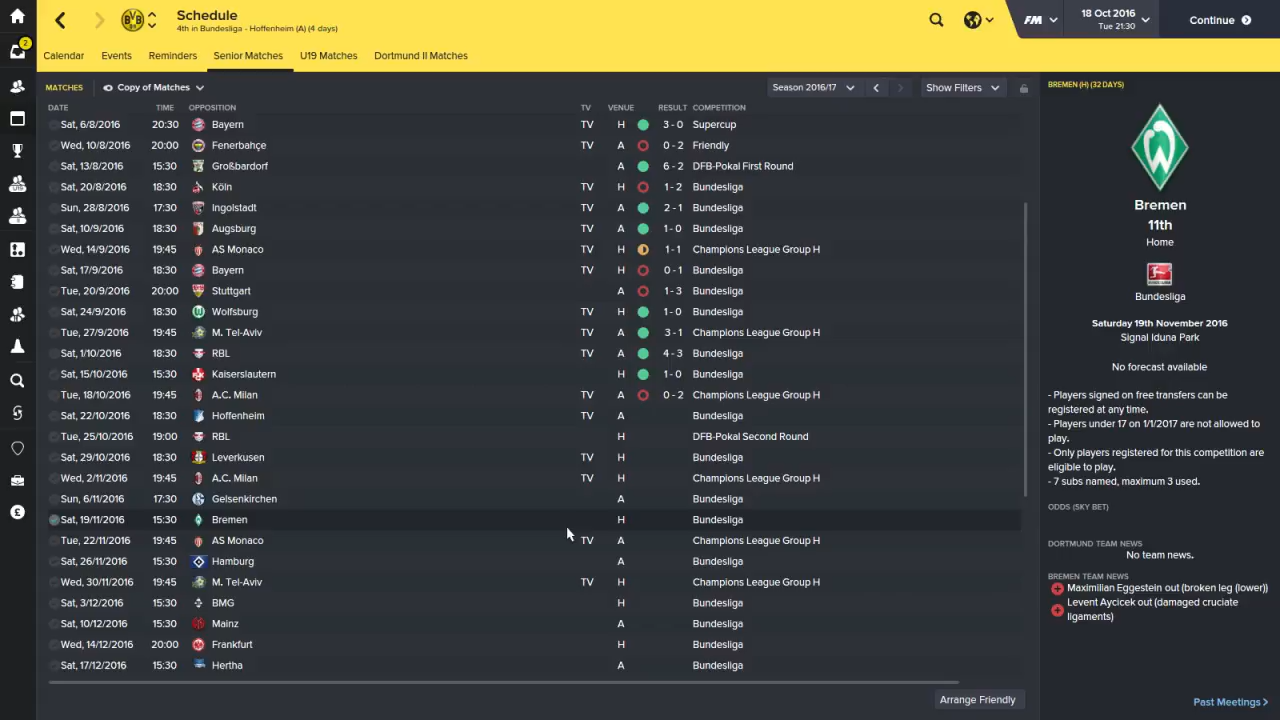 Schedule
4th in Bundesliga - Hoffenheim (A) (4 days)
FM
18 Oct 2016
Tue 21:30
Continue
2
Calendar Events Reminders Senior Matches U19 Matches Dortmund II Matches
MATCHES Copy of Matches Season 2016/17 Show Filters
DATE TIME OPPOSITION TV VENUE RESULT COMPETITION
Sat, 6/8/2016 20:30 Bayern TV H 3 - 0 Supercup
Wed, 10/8/2016 20:00 Fenerbahçe TV A 0 - 2 Friendly
Sat, 13/8/2016 15:30 Großbardorf A 6 - 2 DFB-Pokal First Round
Sat, 20/8/2016 18:30 Köln TV H 1 - 2 Bundesliga
Sun, 28/8/2016 17:30 Ingolstadt TV A 2 - 1 Bundesliga
Sat, 10/9/2016 18:30 Augsburg TV A 1 - 0 Bundesliga
Wed, 14/9/2016 19:45 AS Monaco TV H 1 - 1 Champions League Group H
Sat, 17/9/2016 18:30 Bayern TV H 0 - 1 Bundesliga
Tue, 20/9/2016 20:00 Stuttgart A 1 - 3 Bundesliga
Sat, 24/9/2016 18:30 Wolfsburg TV H 1 - 0 Bundesliga
Tue, 27/9/2016 19:45 M. Tel-Aviv TV A 3 - 1 Champions League Group H
Sat, 1/10/2016 18:30 RBL TV A 4 - 3 Bundesliga
Sat, 15/10/2016 15:30 Kaiserslautern H 1 - 0 Bundesliga
Tue, 18/10/2016 19:45 A.C. Milan TV A 0 - 2 Champions League Group H
Sat, 22/10/2016 18:30 Hoffenheim TV A Bundesliga
Tue, 25/10/2016 19:00 RBL H DFB-Pokal Second Round
Sat, 29/10/2016 18:30 Leverkusen TV H Bundesliga
Wed, 2/11/2016 19:45 A.C. Milan TV H Champions League Group H
Sun, 6/11/2016 17:30 Gelsenkirchen A Bundesliga
Sat, 19/11/2016 15:30 Bremen H Bundesliga
Tue, 22/11/2016 19:45 AS Monaco TV A Champions League Group H
Sat, 26/11/2016 15:30 Hamburg A Bundesliga
Wed, 30/11/2016 19:45 M. Tel-Aviv TV H Champions League Group H
Sat, 3/12/2016 15:30 BMG H Bundesliga
Sat, 10/12/2016 15:30 Mainz A Bundesliga
Wed, 14/12/2016 20:00 Frankfurt H Bundesliga
Sat, 17/12/2016 15:30 Hertha A Bundesliga
Arrange Friendly
BREMEN (H) (32 DAYS)
Bremen
11th
Home
Bundesliga
Saturday 19th November 2016
Signal Iduna Park
No forecast available
- Players signed on free transfers can be
registered at any time.
- Players under 17 on 1/1/2017 are not allowed to
play.
- Only players registered for this competition are
eligible to play.
- 7 subs named, maximum 3 used.
ODDS (SKY BET)
DORTMUND TEAM NEWS
No team news.
BREMEN TEAM NEWS
Maximilian Eggestein out (broken leg (lower))
Levent Aycicek out (damaged cruciate
ligaments)
Past Meetings >